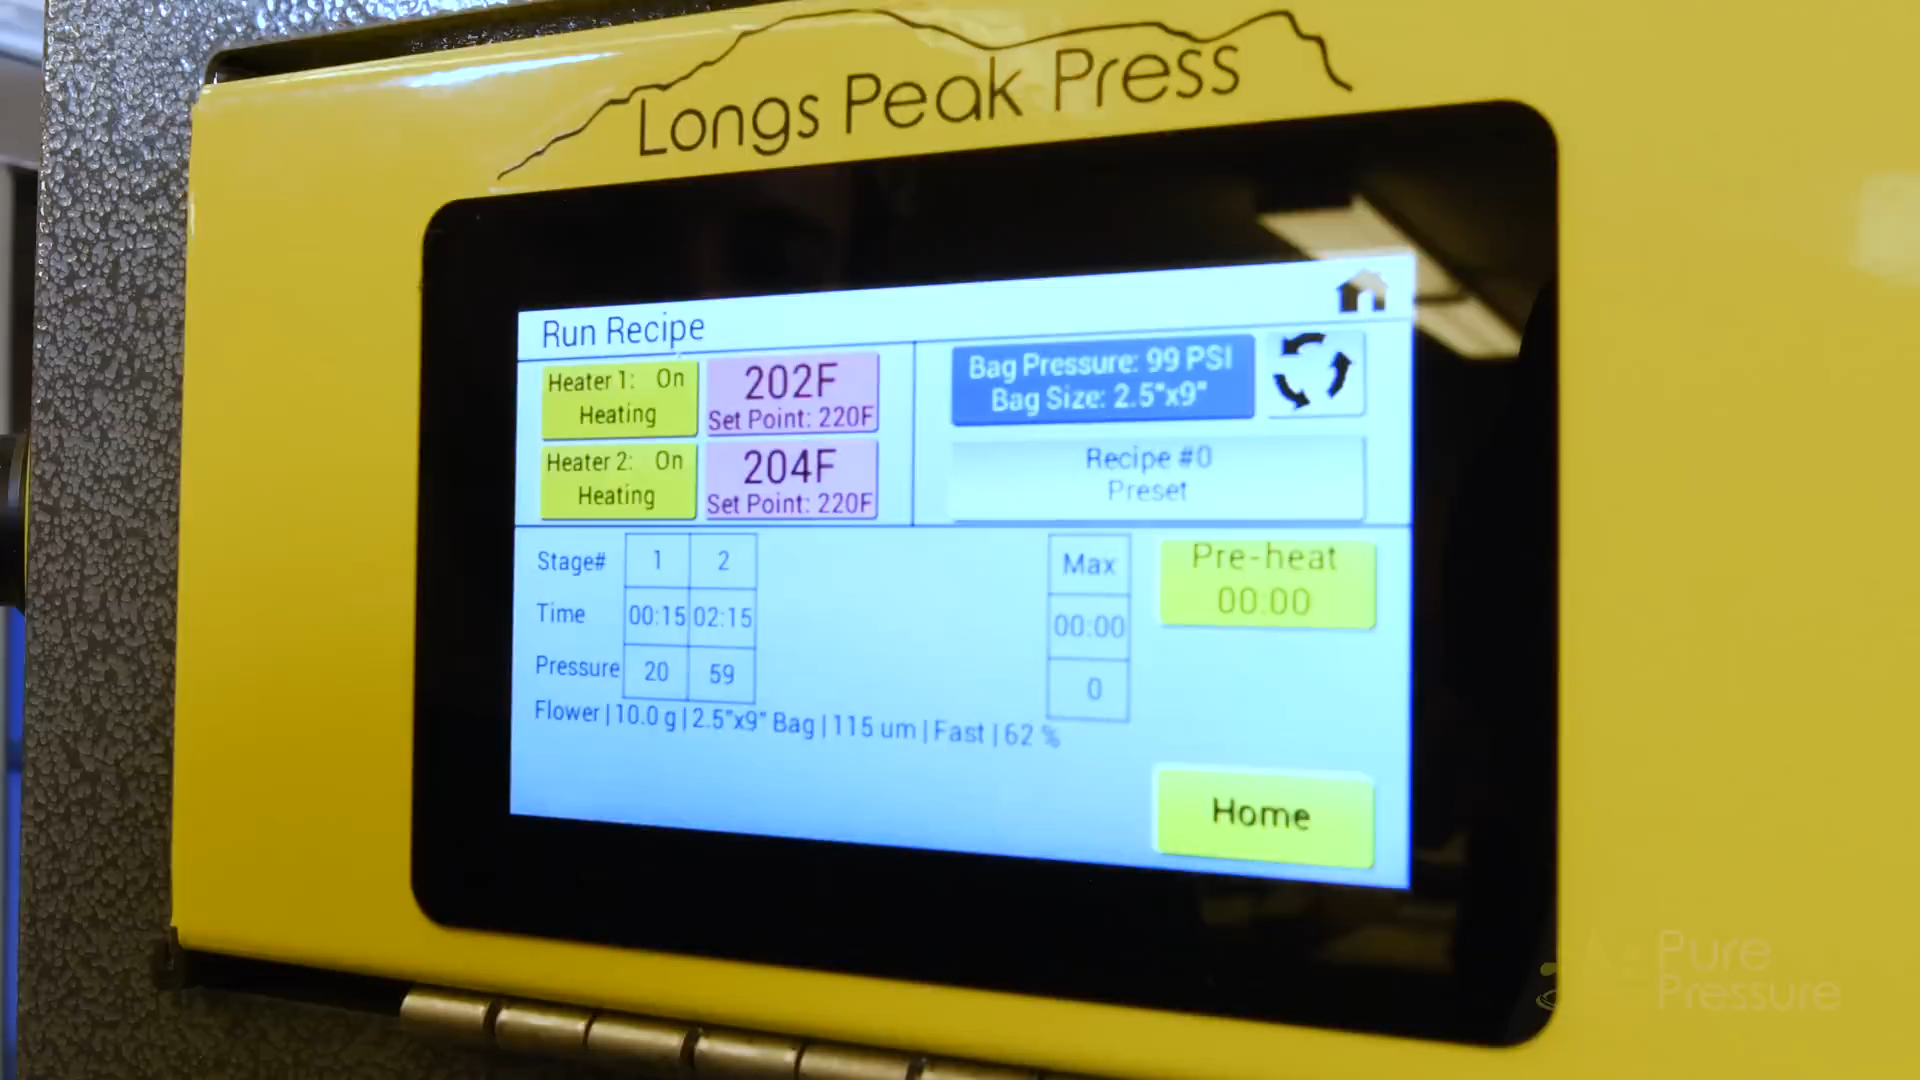 Longs Peak Press
Run Recipe
Heater 1: On
Heating
202F
Set Point: 220F
Heater 2: On
Heating
204F
Set Point: 220F
Bag Pressure: 99 PSI
Bag Size: 2.5"x9"
Recipe #0
Preset
Stage# 1 2 Max
Time 00:15 02:15 00:00
Pressure 20 59 0
Flower | 10.0 g | 2.5"x9" Bag | 115 um | Fast | 62 %
Pre-heat
00:00
Home
Pure
Pressure